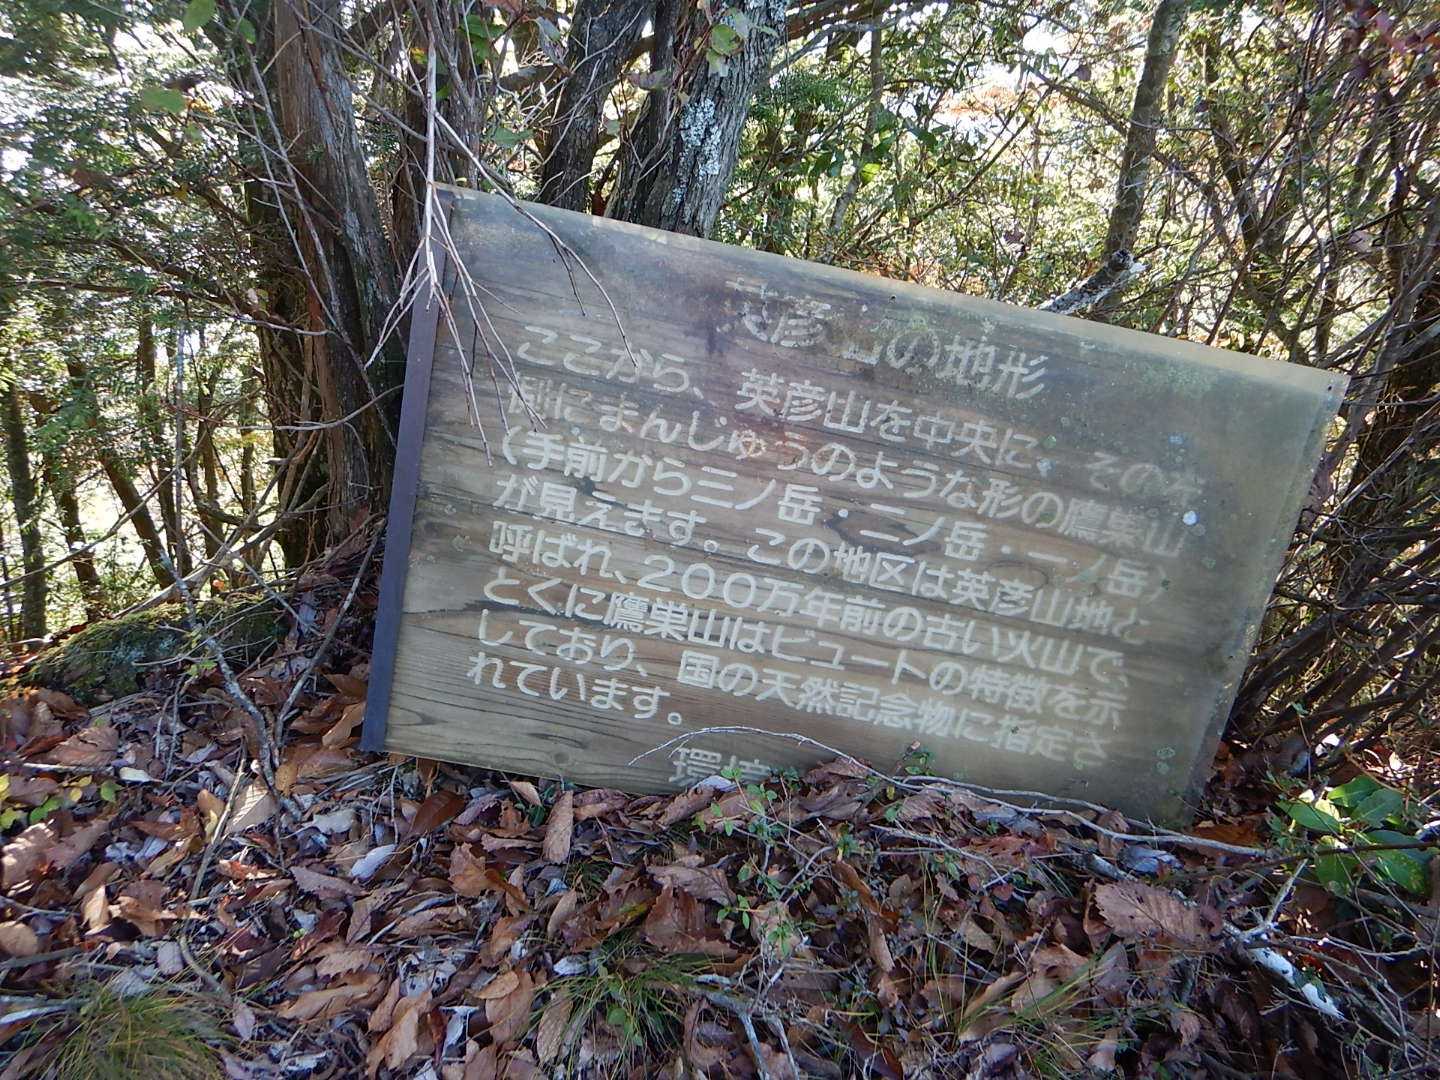 英彦山の地形
ここから、英彦山を中央に、その左
側にまんじゅうのような形の鷹巣山
(手前から三ノ岳・二ノ岳・一ノ岳)
が見えます。この地区は英彦山地と
呼ばれ、200万年前の古い火山で、
とくに鷹巣山はビュートの特徴を示
しており、国の天然記念物に指定さ
れています。
環境